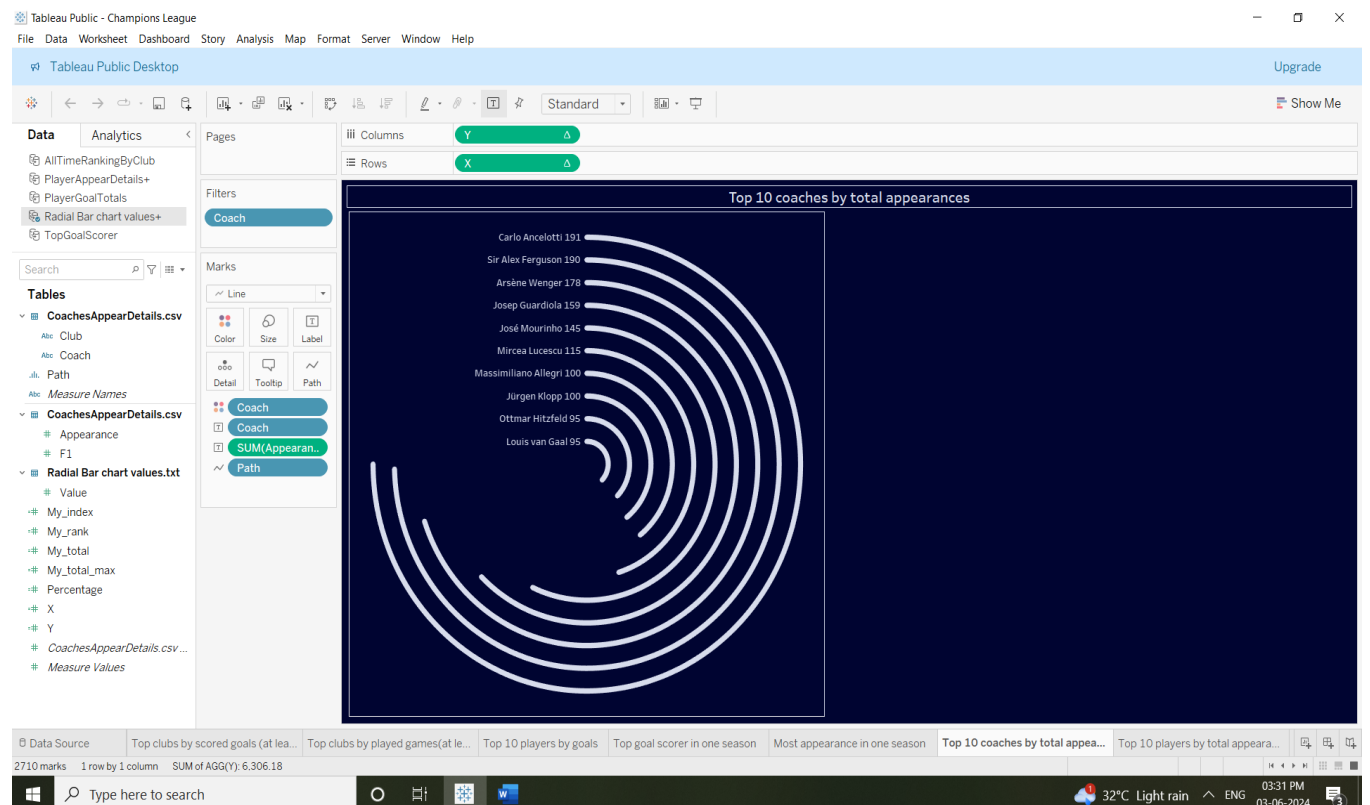 Tableau Public - Champions League
File Data Worksheet Dashboard Story Analysis Map Format Server Window Help
Tableau Public Desktop
Upgrade
Standard
Show Me
Data
Analytics
AllTimeRankingByClub
PlayerAppearDetails+
PlayerGoalTotals
Radial Bar chart values+
TopGoalScorer
Search
Tables
CoachesAppearDetails.csv
Abc Club
Abc Coach
Path
Abc Measure Names
CoachesAppearDetails.csv
# Appearance
# F1
Radial Bar chart values.txt
# Value
=# My_index
=# My_rank
=# My_total
=# My_total_max
=# Percentage
=# X
=# Y
# CoachesAppearDetails.csv ...
# Measure Values
Pages
Filters
Coach
Marks
Line
Color Size Label
Detail Tooltip Path
Coach
T Coach
T SUM(Appearan..
Path
iii Columns
Y Δ
Rows
X Δ
Top 10 coaches by total appearances
Carlo Ancelotti 191
Sir Alex Ferguson 190
Arsène Wenger 178
Josep Guardiola 159
José Mourinho 145
Mircea Lucescu 115
Massimiliano Allegri 100
Jürgen Klopp 100
Ottmar Hitzfeld 95
Louis van Gaal 95
Data Source
Top clubs by scored goals (at lea...
Top clubs by played games(at le...
Top 10 players by goals
Top goal scorer in one season
Most appearance in one season
Top 10 coaches by total appea...
Top 10 players by total appeara...
2710 marks 1 row by 1 column SUM of AGG(Y): 6,306.18
Type here to search
32°C Light rain
ENG
03:31 PM
03-06-2024
3